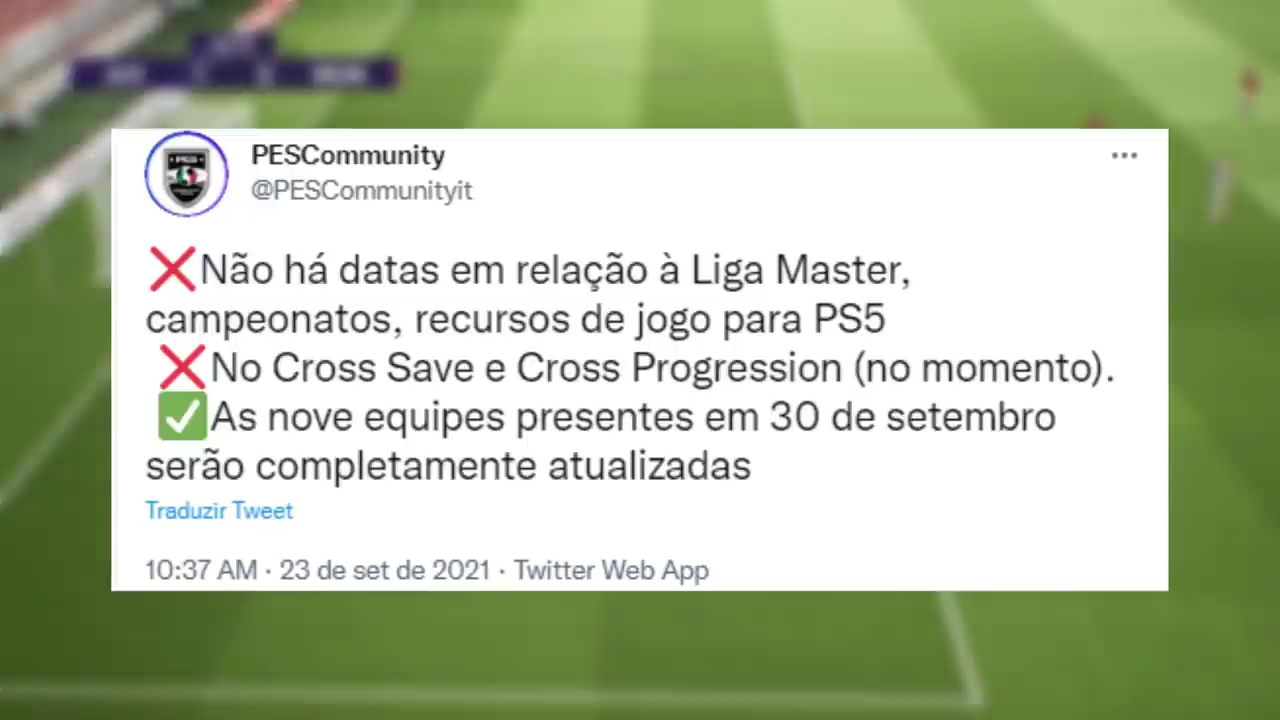 PESCommunity
@PESCommunityit
❌Não há datas em relação à Liga Master,
campeonatos, recursos de jogo para PS5
❌No Cross Save e Cross Progression (no momento).
✅As nove equipes presentes em 30 de setembro
serão completamente atualizadas
Traduzir Tweet
10:37 AM · 23 de set de 2021 · Twitter Web App